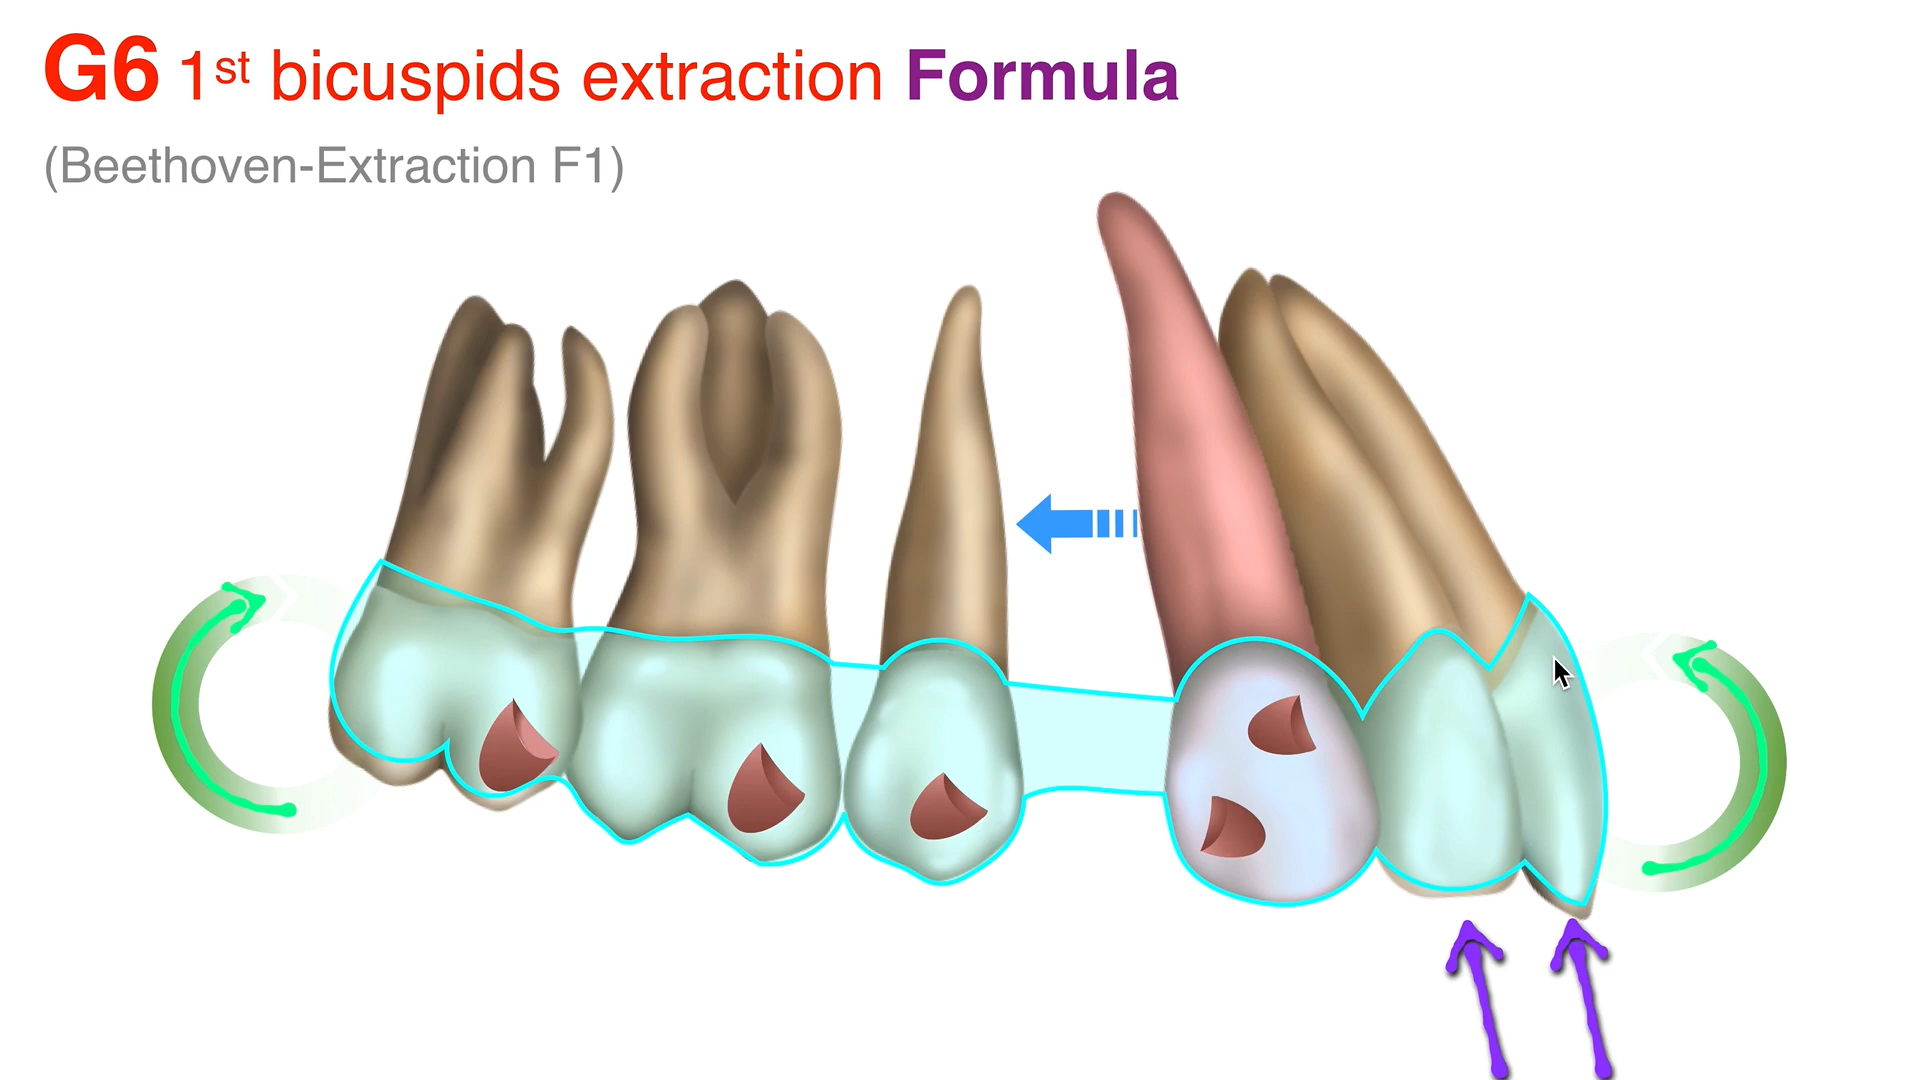 G6 1st bicuspids extraction Formula
(Beethoven-Extraction F1)